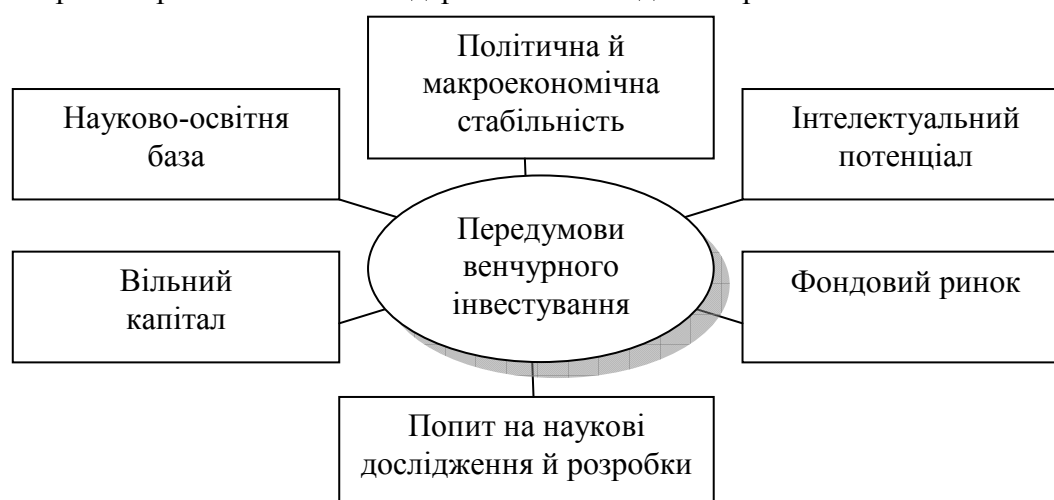 Політична й
макроекономічна
стабільність
Науково-освітня
база
Інтелектуальний
потенціал
Передумови
венчурного
інвестування
Вільний
капітал
Фондовий ринок
Попит на наукові
дослідження й розробки